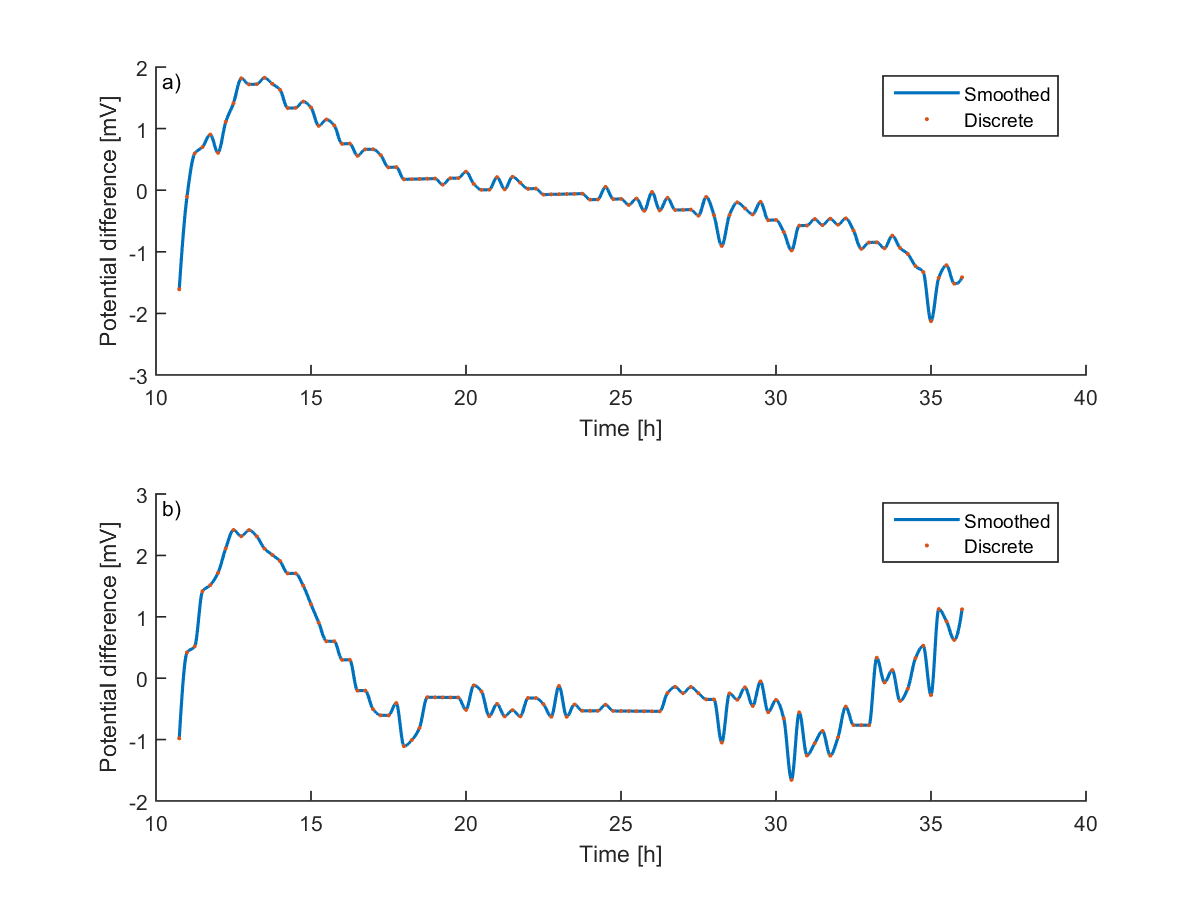 a)
Smoothed
Discrete
Potential difference [mV]
2
1
0
-1
-2
-3
10 15 20 25 30 35 40
Time [h]
b)
Smoothed
Discrete
Potential difference [mV]
3
2
1
0
-1
-2
10 15 20 25 30 35 40
Time [h]